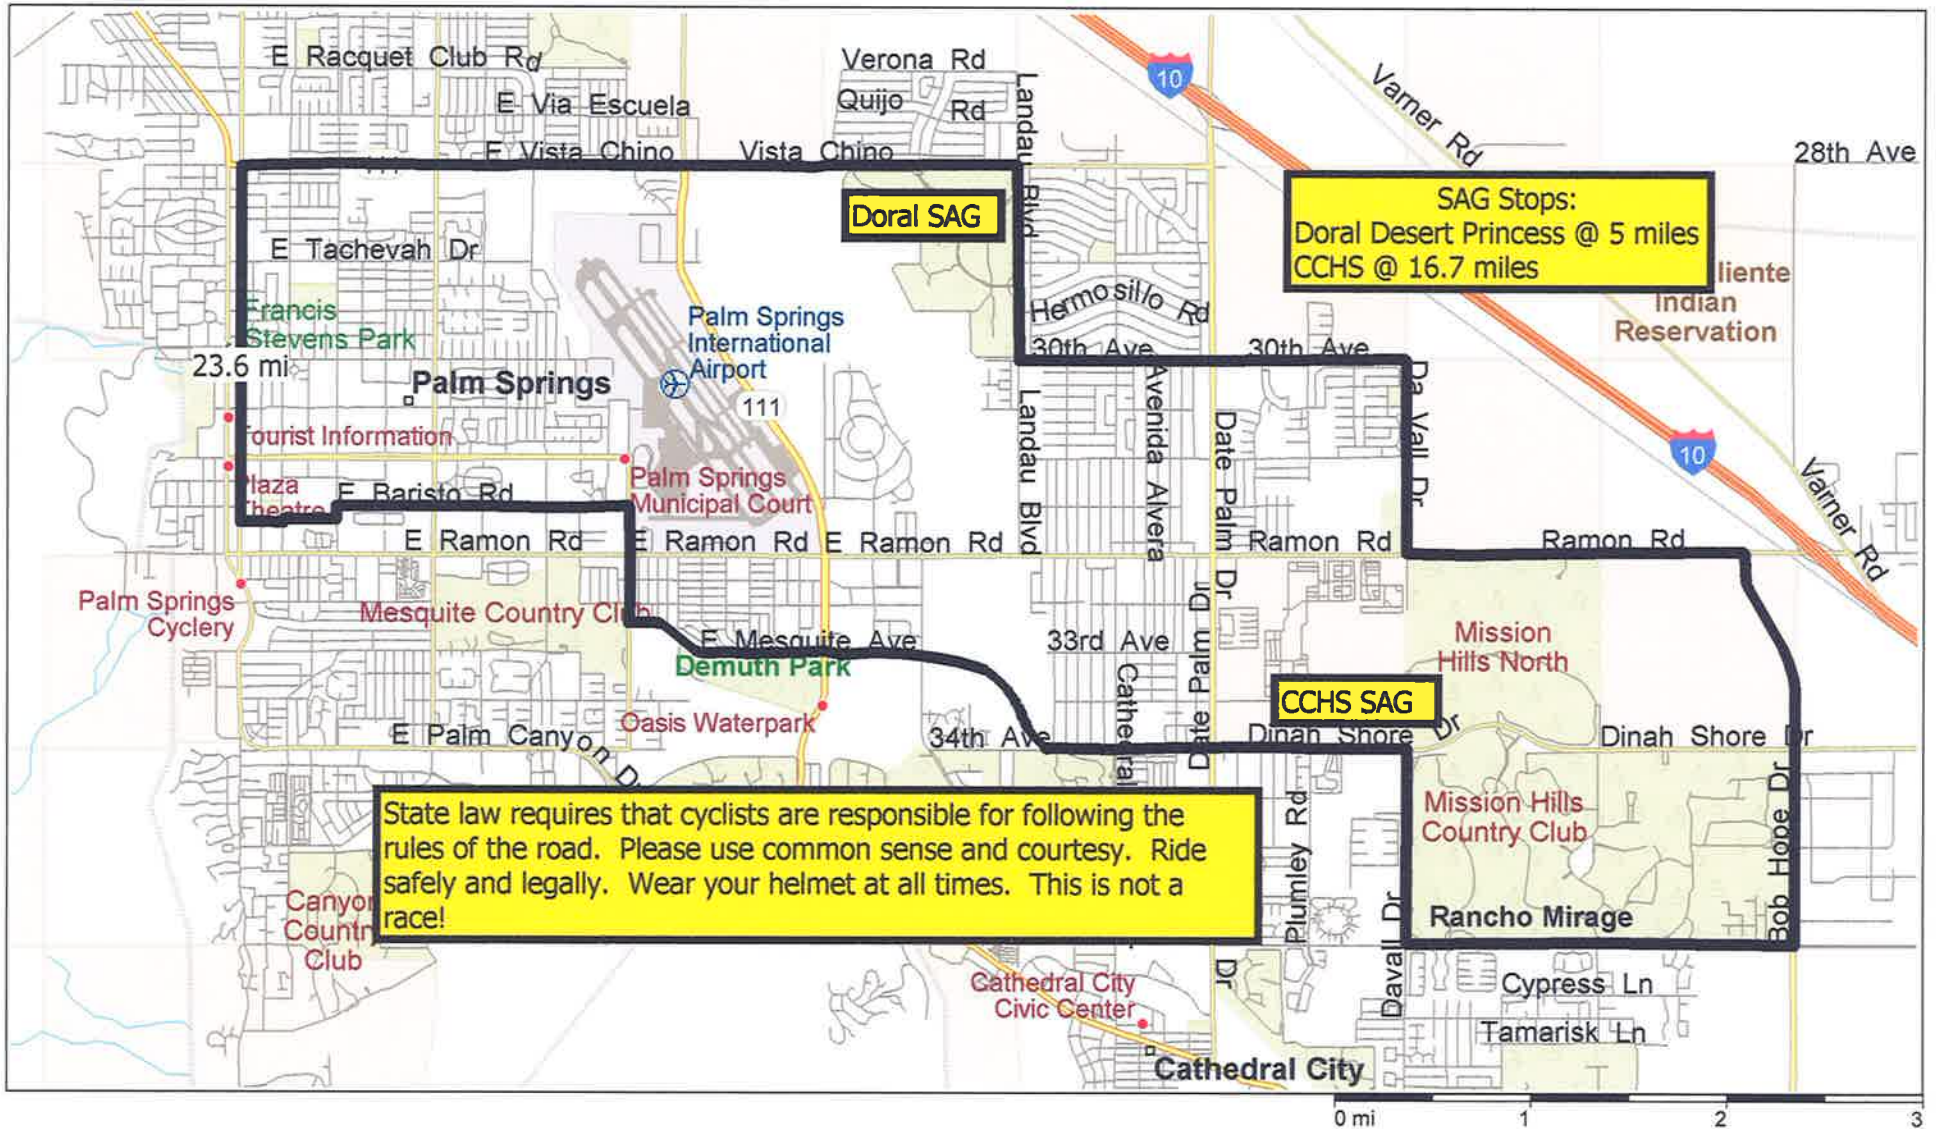 E Racquet Club Rd
Verona Rd
10
Varner Rd
E Via Escuela
Quijo Rd
Landau Blvd
E Vista Chino
Vista Chino
28th Ave
111
Doral SAG
SAG Stops:
Doral Desert Princess @ 5 miles
CCHS @ 16.7 miles
E Tachevah Dr
liente
Indian
Reservation
Francis
Stevens Park
Palm Springs
International
Airport
Hermosillo Rd
23.6 mi
30th Ave
30th Ave
Palm Springs
111
Da Vall Dr
Landau Blvd
Avenida Alvera
Date Palm Dr
10
Varner Rd
ourist Information
Plaza
Theatre
E Baristo Rd
Palm Springs
Municipal Court
E Ramon Rd
E Ramon Rd
E Ramon Rd
Ramon Rd
Ramon Rd
Palm Springs
Cyclery
Mesquite Country Club
E Mesquite Ave
Demuth Park
33rd Ave
Date Palm Dr
Mission
Hills North
CCHS SAG
Oasis Waterpark
E Palm Canyon Dr
34th Ave
Cathedral
Dinah Shore Dr
Dinah Shore Dr
State law requires that cyclists are responsible for following the
rules of the road. Please use common sense and courtesy. Ride
safely and legally. Wear your helmet at all times. This is not a
race!
Plumley Rd
Mission Hills
Country Club
Bob Hope Dr
Canyon
Country
Club
Davall Dr
Rancho Mirage
Dr
Cathedral City
Civic Center
Cypress Ln
Tamarisk Ln
Cathedral City
0 mi 1 2 3